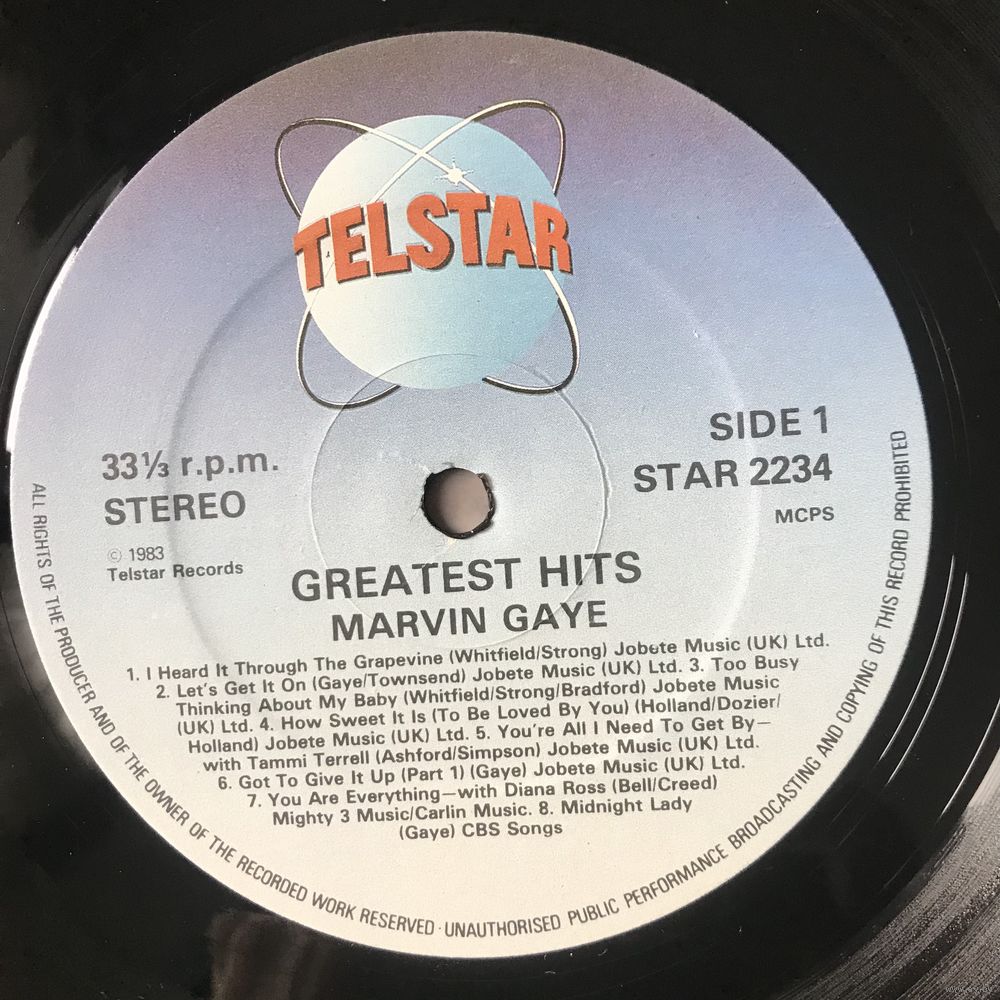 TELSTAR
33⅓ r.p.m.
STEREO
SIDE 1
STAR 2234
MCPS
© 1983
Telstar Records
GREATEST HITS
MARVIN GAYE
1. I Heard It Through The Grapevine (Whitfield/Strong) Jobete Music (UK) Ltd.
2. Let's Get It On (Gaye/Townsend) Jobete Music (UK) Ltd. 3. Too Busy
Thinking About My Baby (Whitfield/Strong/Bradford) Jobete Music
(UK) Ltd. 4. How Sweet It Is (To Be Loved By You) (Holland/Dozier/
Holland) Jobete Music (UK) Ltd. 5. You're All I Need To Get By—
with Tammi Terrell (Ashford/Simpson) Jobete Music (UK) Ltd.
6. Got To Give It Up (Part 1) (Gaye) Jobete Music (UK) Ltd.
7. You Are Everything—with Diana Ross (Bell/Creed)
Mighty 3 Music/Carlin Music. 8. Midnight Lady
(Gaye) CBS Songs
ALL RIGHTS OF THE PRODUCER AND OF THE OWNER OF THE RECORDED WORK RESERVED · UNAUTHORISED PUBLIC PERFORMANCE BROADCASTING AND COPYING OF THIS RECORD PROHIBITED